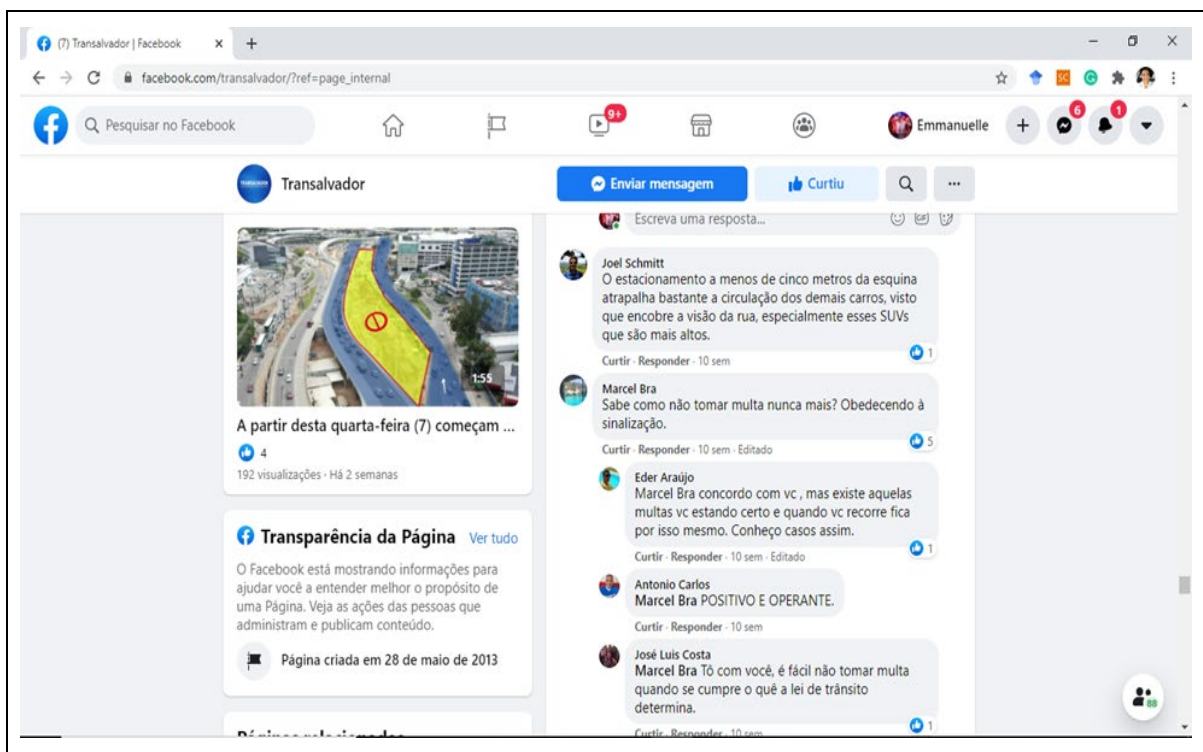 (7) Transalvador | Facebook
facebook.com/transalvador/?ref=page_internal
SC
Pesquisar no Facebook
9+
Emmanuelle
6
1
Transalvador
Enviar mensagem
Curtiu
1:55
A partir desta quarta-feira (7) começam ...
4
192 visualizações · Há 2 semanas
Transparência da Página Ver tudo
O Facebook está mostrando informações para
ajudar você a entender melhor o propósito de
uma Página. Veja as ações das pessoas que
administram e publicam conteúdo.
Página criada em 28 de maio de 2013
Páginas relacionadas
Escreva uma resposta...
GIF
Joel Schmitt
O estacionamento a menos de cinco metros da esquina
atrapalha bastante a circulação dos demais carros, visto
que encobre a visão da rua, especialmente esses SUVs
que são mais altos.
1
Curtir · Responder · 10 sem
Marcel Bra
Sabe como não tomar multa nunca mais? Obedecendo à
sinalização.
5
Curtir · Responder · 10 sem · Editado
Eder Araújo
Marcel Bra concordo com vc , mas existe aquelas
multas vc estando certo e quando vc recorre fica
por isso mesmo. Conheço casos assim.
1
Curtir · Responder · 10 sem · Editado
Antonio Carlos
Marcel Bra POSITIVO E OPERANTE.
Curtir · Responder · 10 sem
José Luis Costa
Marcel Bra Tô com você, é fácil não tomar multa
quando se cumpre o quê a lei de trânsito
determina.
1
Curtir · Responder · 10 sem
88